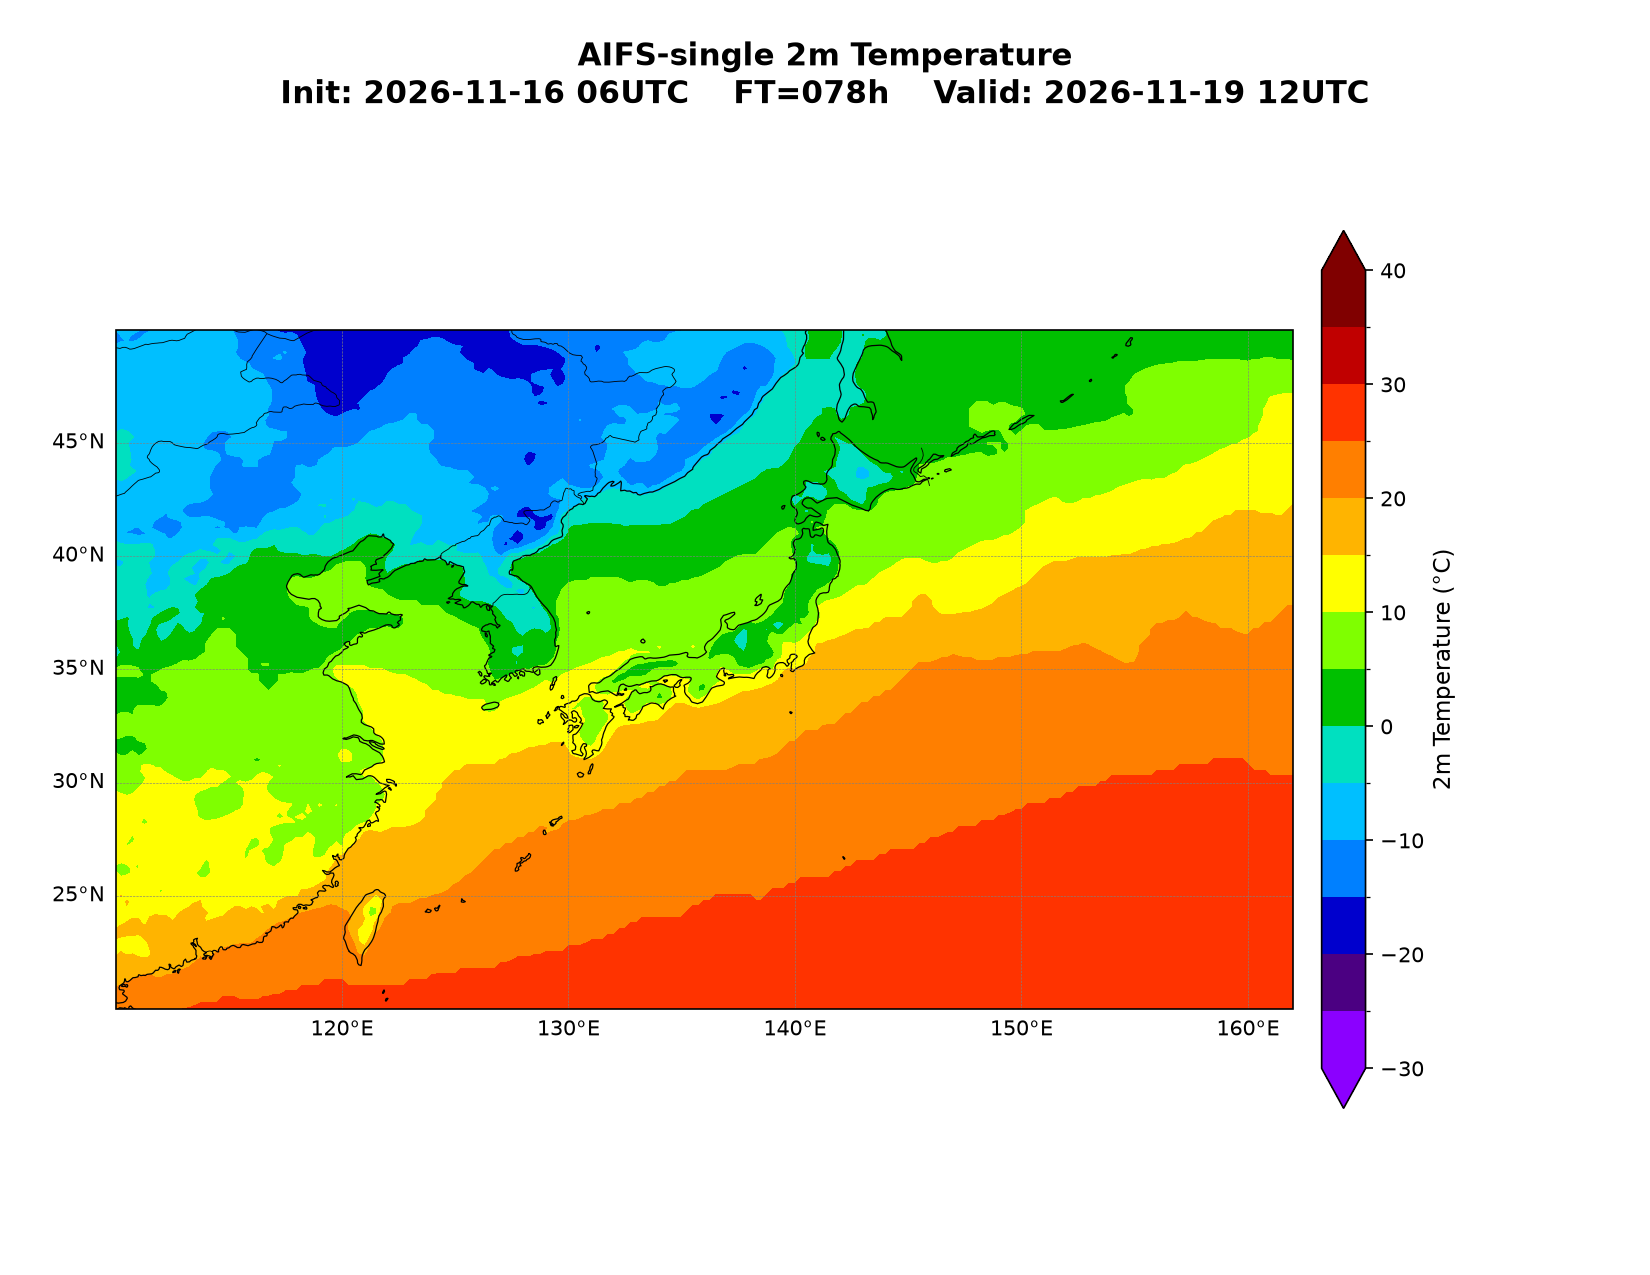 AIFS-single 2m Temperature
Init: 2026-11-16 06UTC    FT=078h    Valid: 2026-11-19 12UTC
45°N
40°N
35°N
30°N
25°N
120°E
130°E
140°E
150°E
160°E
40
30
20
10
0
−10
−20
−30
2m Temperature (°C)